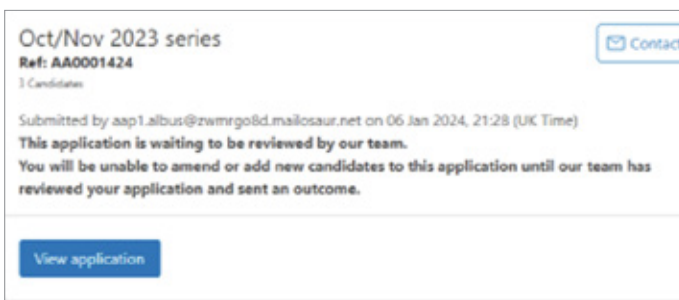 Oct/Nov 2023 series
Contact
Ref: AA0001424
Candidates
Submitted by aap1.albus@zwmrgo8d.mailosaur.net on 06 Jan 2024, 21:28 (UK Time)
This application is waiting to be reviewed by our team.
You will be unable to amend or add new candidates to this application until our team has
reviewed your application and sent an outcome.
View application